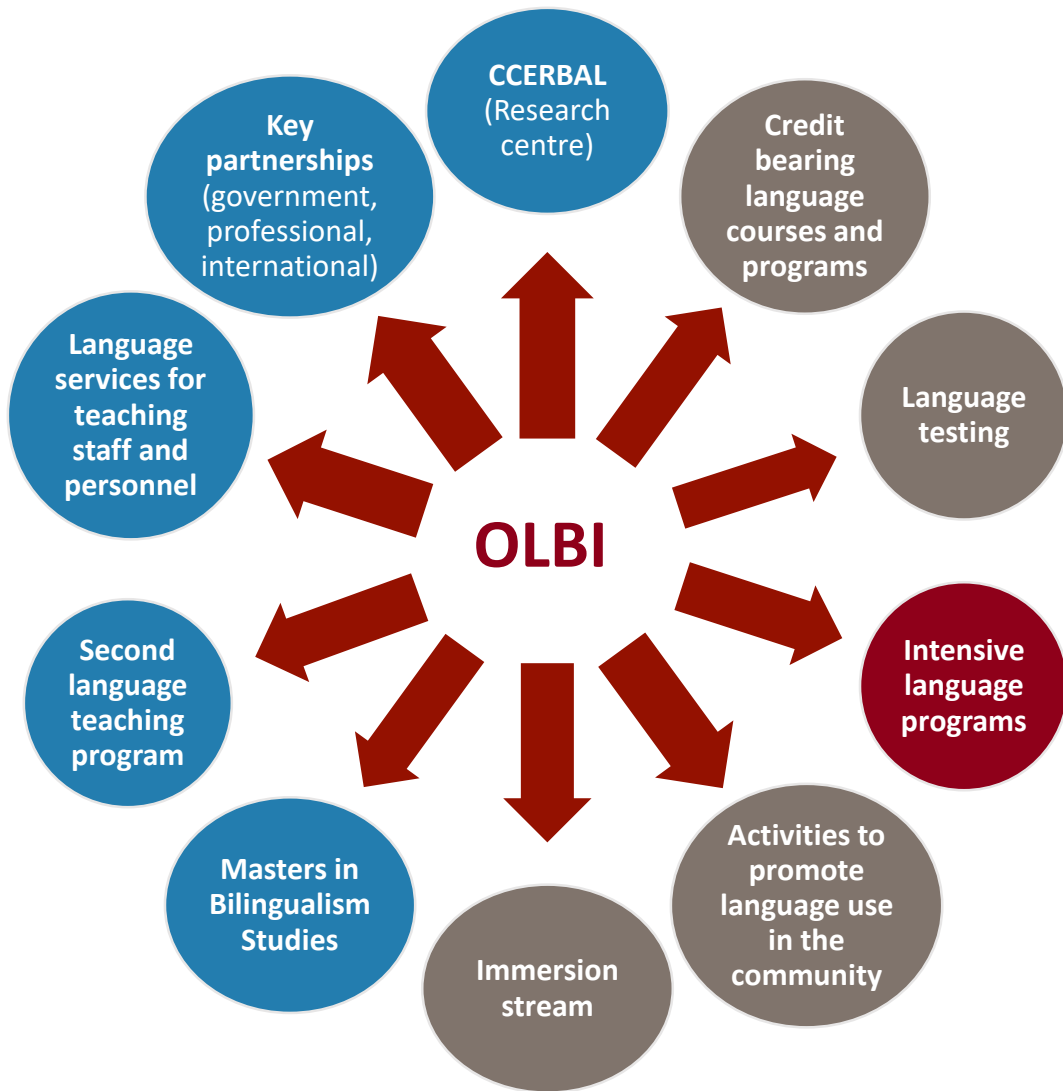 CCERBAL
(Research
centre)
Credit
bearing
language
courses and
programs
Language
testing
Intensive
language
programs
Activities to
promote
language use
in the
community
Immersion
stream
Masters in
Bilingualism
Studies
Second
language
teaching
program
Language
services for
teaching
staff and
personnel
Key
partnerships
(government,
professional,
international)
OLBI